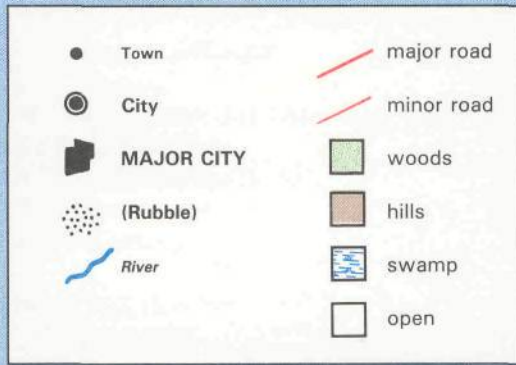 Town
City
MAJOR CITY
(Rubble)
River
major road
minor road
woods
hills
swamp
open